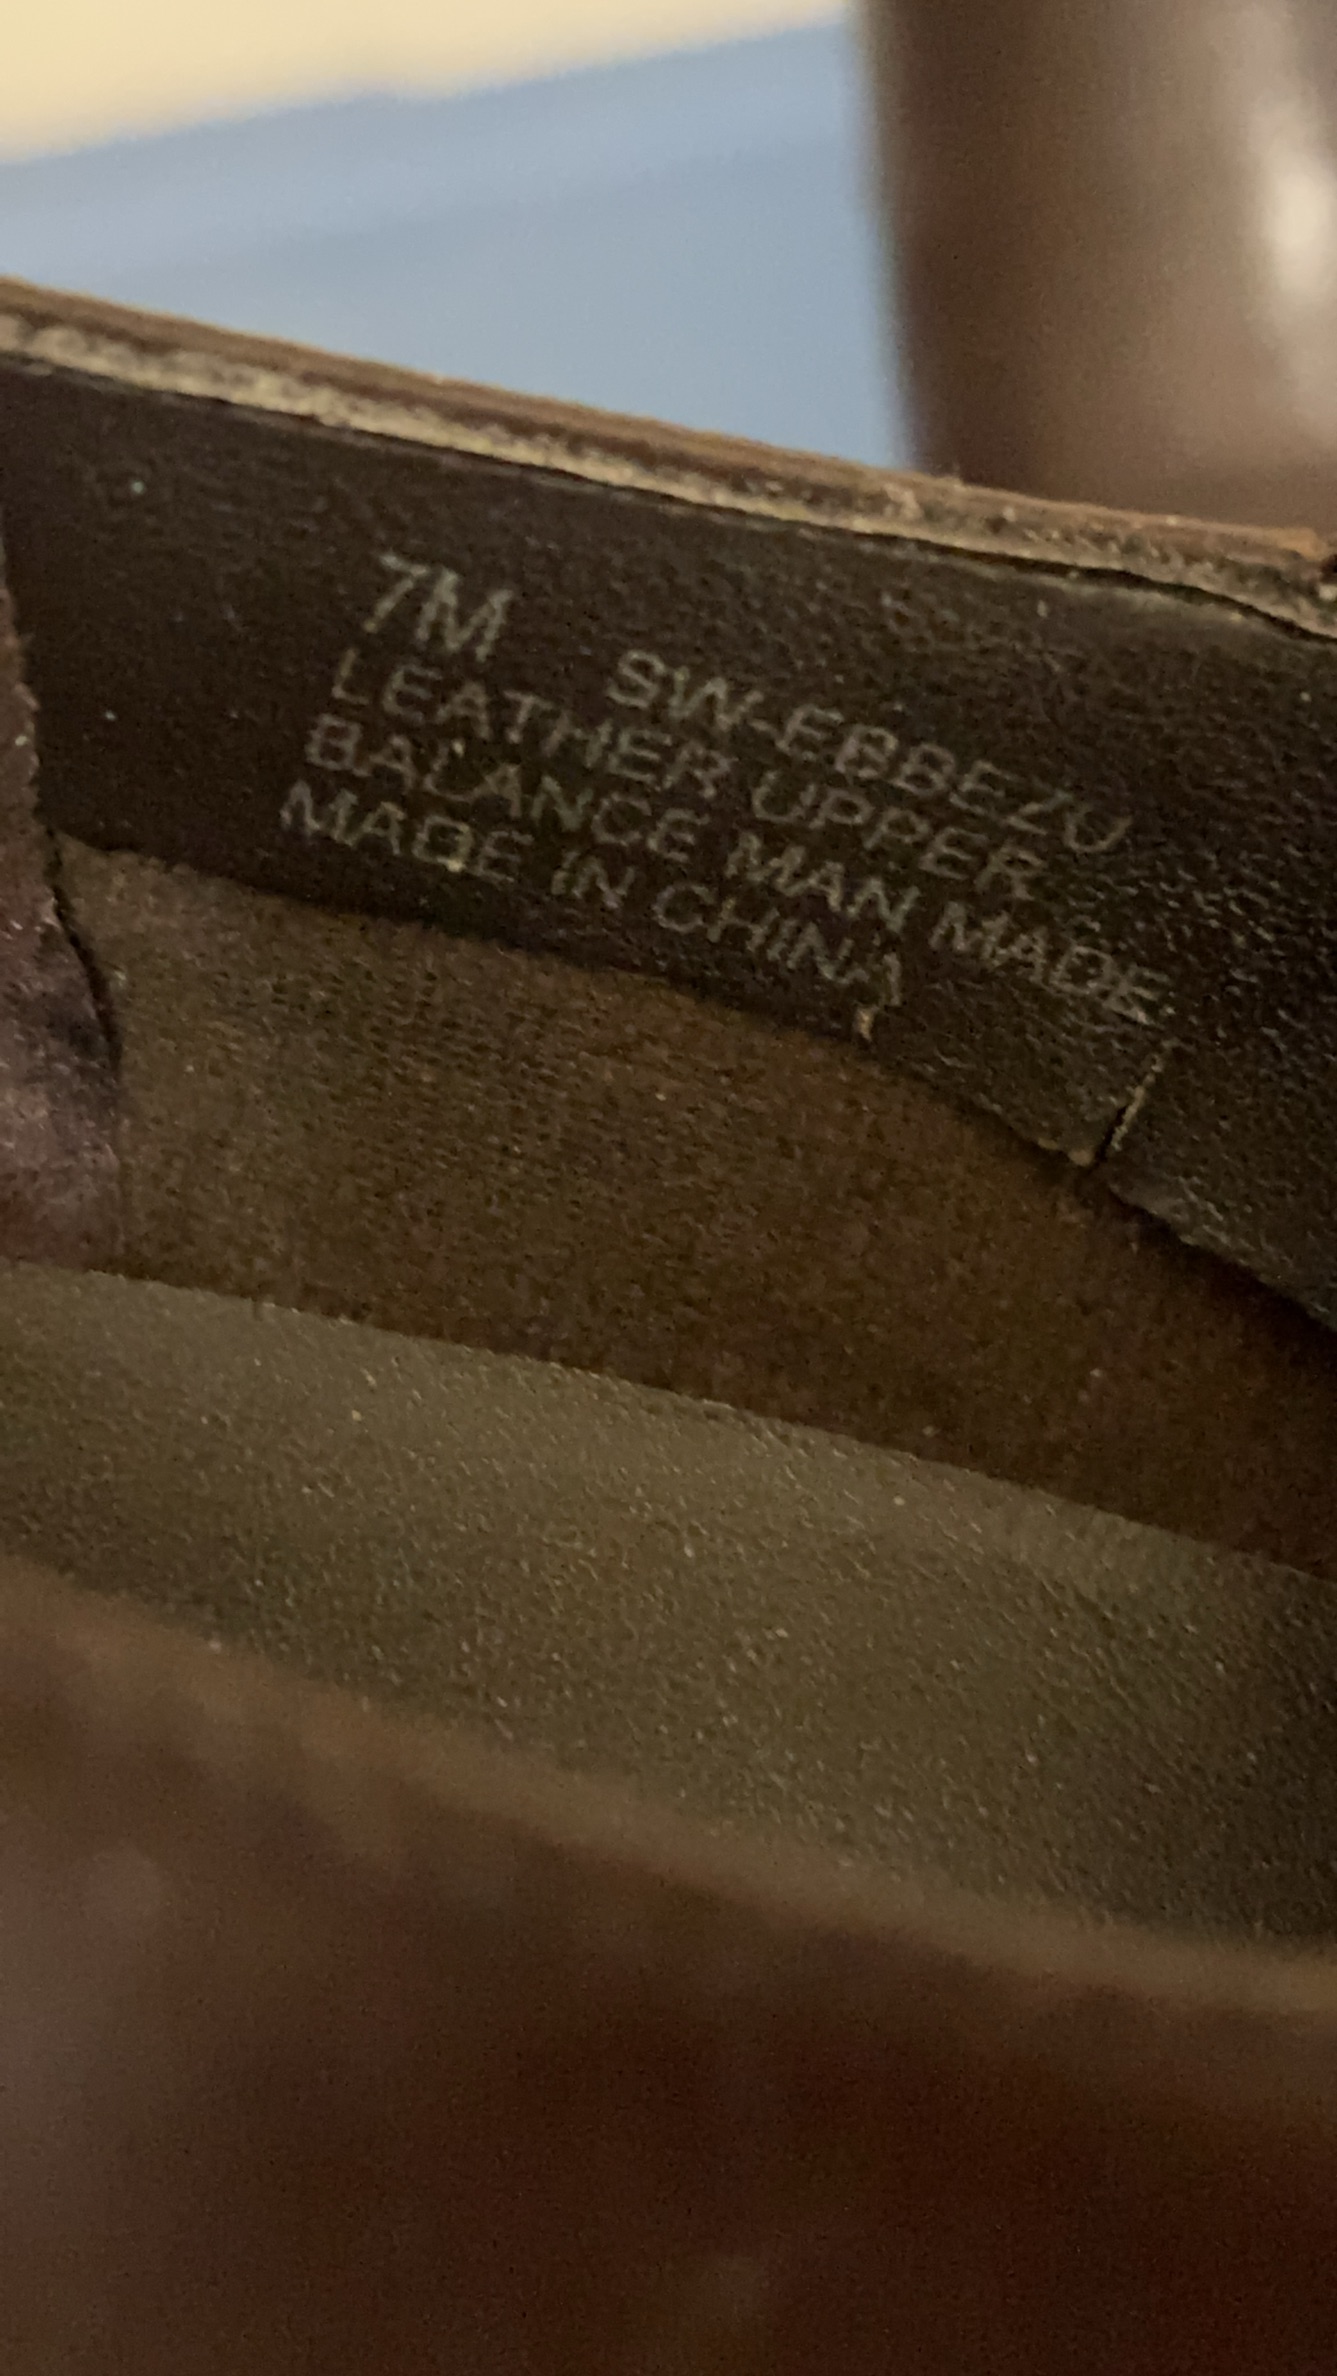 7M SW-EBBEZU
LEATHER UPPER
BALANCE MAN MADE
MADE IN CHINA